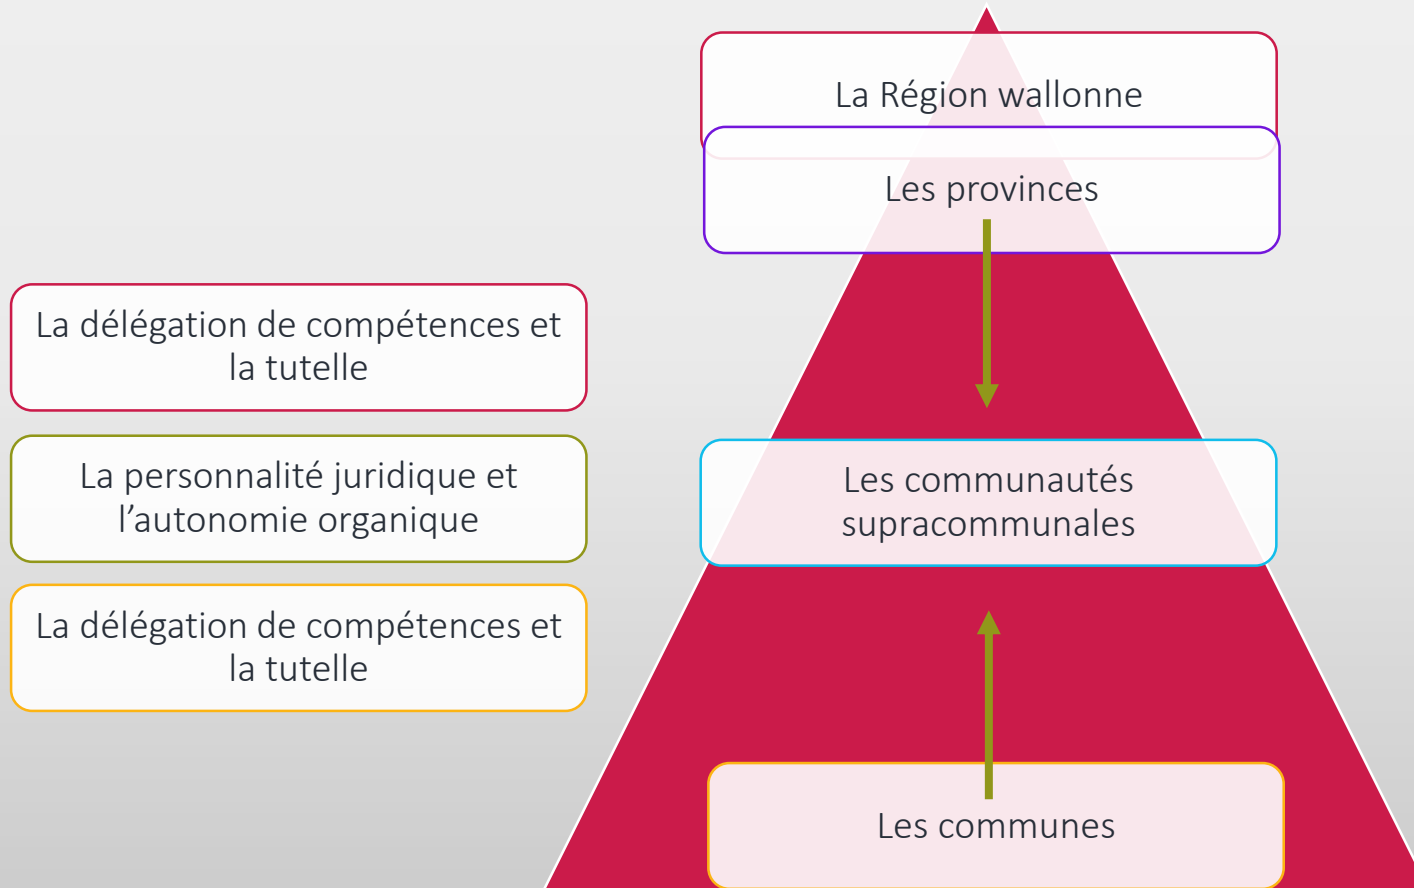 La Région wallonne
Les provinces
La délégation de compétences et
la tutelle
La personnalité juridique et
l’autonomie organique
La délégation de compétences et
la tutelle
Les communautés
supracommunales
Les communes